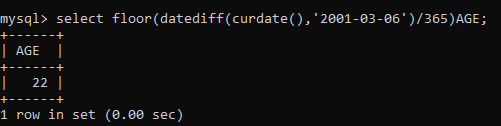 mysql> select floor(datediff(curdate(),'2001-03-06')/365)AGE;
+------+
| AGE  |
+------+
|   22 |
+------+
1 row in set (0.00 sec)